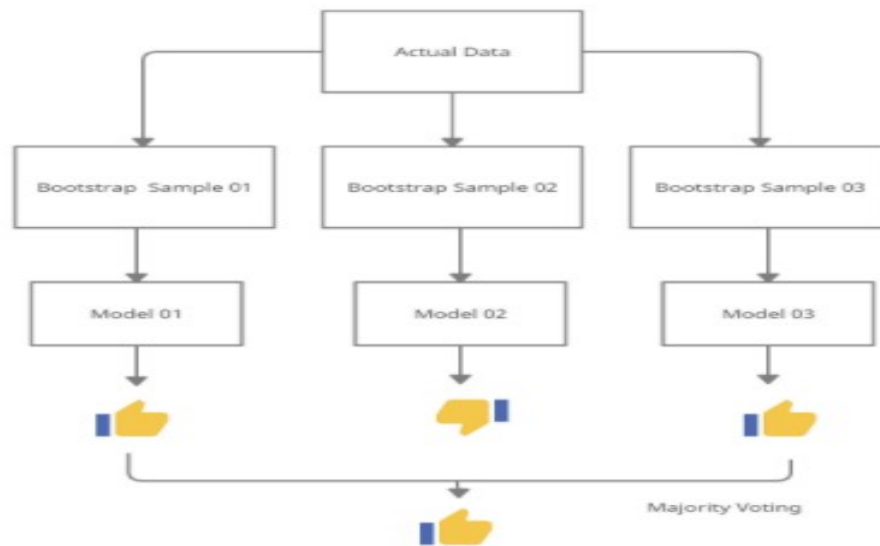 Actual Data
Bootstrap Sample 01
Bootstrap Sample 02
Bootstrap Sample 03
Model 01
Model 02
Model 03
Majority Voting